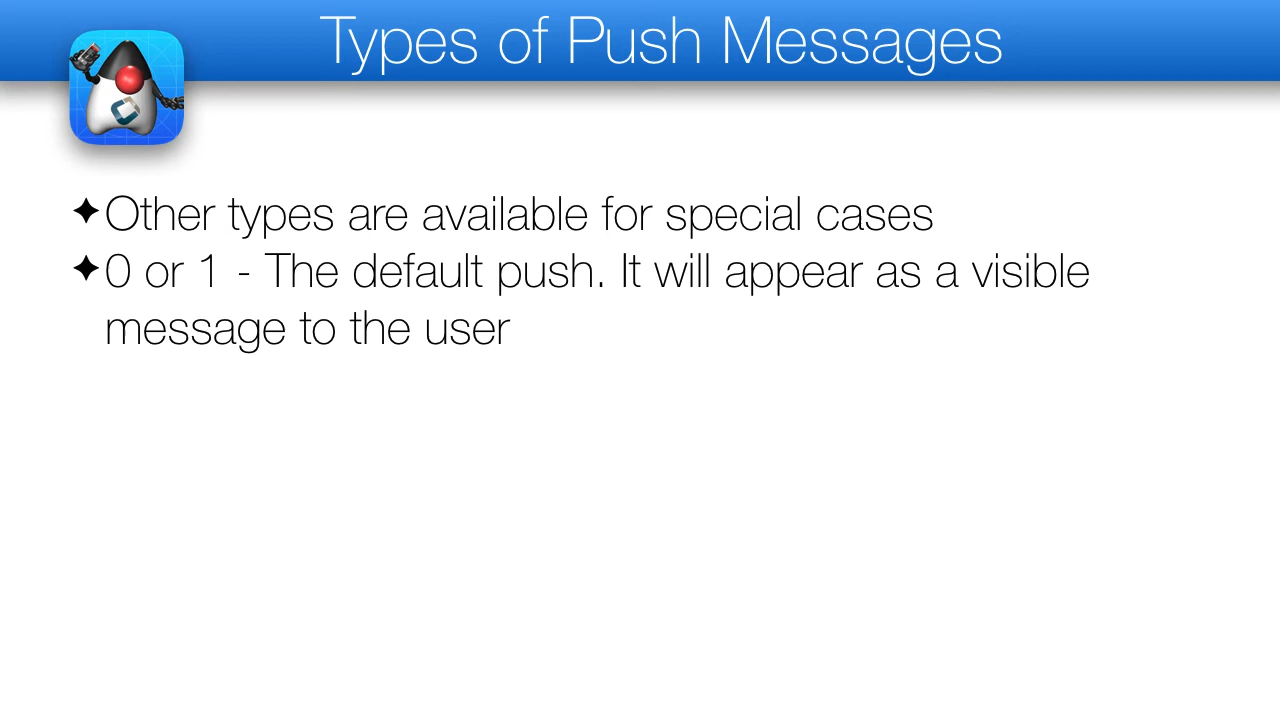 Types of Push Messages
✦Other types are available for special cases
✦0 or 1 - The default push. It will appear as a visible
message to the user